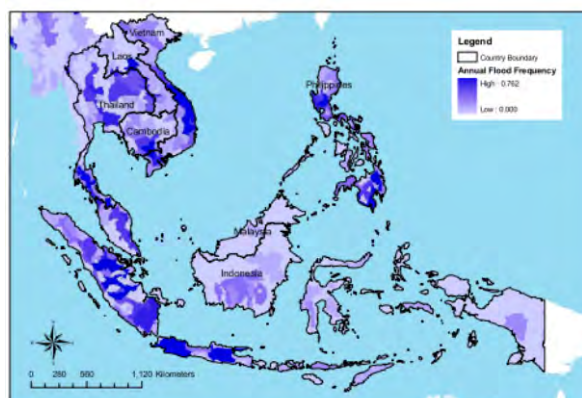 Vietnam
Laos
Thailand
Cambodia
Philippines
Malaysia
Indonesia
Legend
Country Boundary
Annual Flood Frequency
High : 0.762
Low : 0.000
0 280 560 1,120 Kilometers